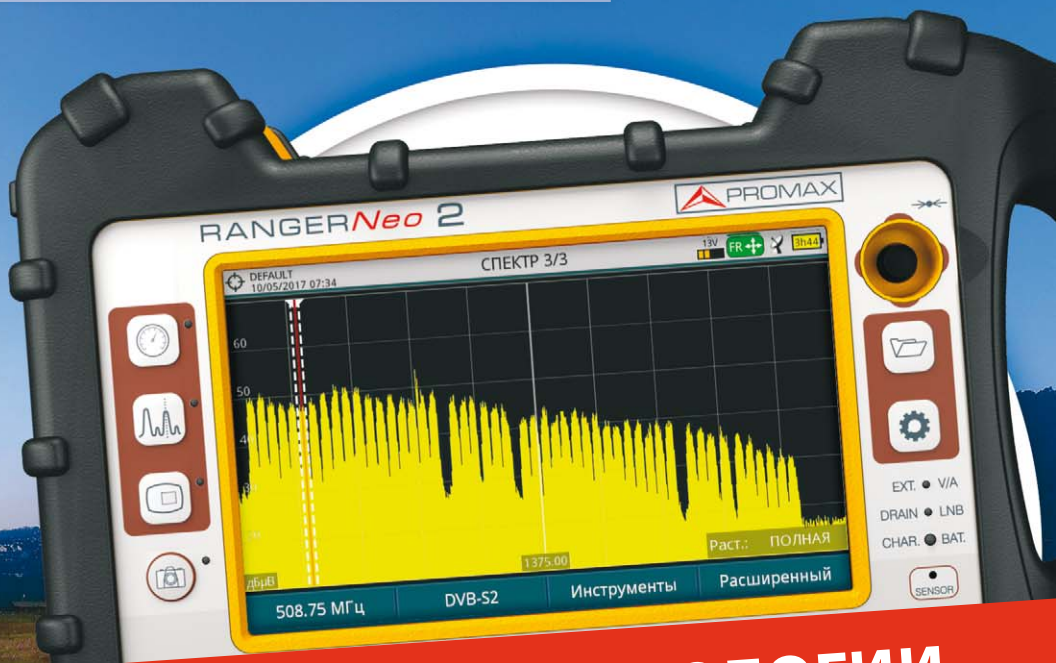 RANGERNeo 2
PROMAX
DEFAULT
10/05/2017 07:34
СПЕКТР 3/3
13V
FR
3h44
60
50
дБµВ
1375.00
Раст.: ПОЛНАЯ
508.75 МГц
DVB-S2
Инструменты
Расширенный
EXT. V/A
DRAIN LNB
CHAR. BAT.
SENSOR